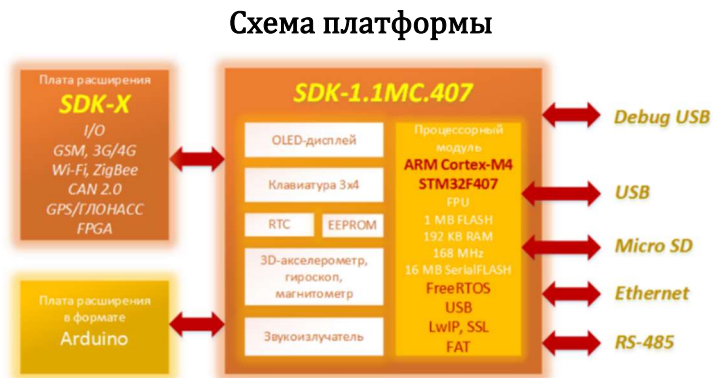 Схема платформы
Плата расширения
SDK-X
I/O
GSM, 3G/4G
Wi-Fi, ZigBee
CAN 2.0
GPS/ГЛОНАСС
FPGA
Плата расширения
в формате
Arduino
SDK-1.1MC.407
OLED-дисплей
Клавиатура 3x4
RTC
EEPROM
3D-акселерометр,
гироскоп,
магнитометр
Звукоизлучатель
Процессорный
модуль
ARM Cortex-M4
STM32F407
FPU
1 MB FLASH
192 KB RAM
168 MHz
16 MB SerialFLASH
FreeRTOS
USB
LwIP, SSL
FAT
Debug USB
USB
Micro SD
Ethernet
RS-485